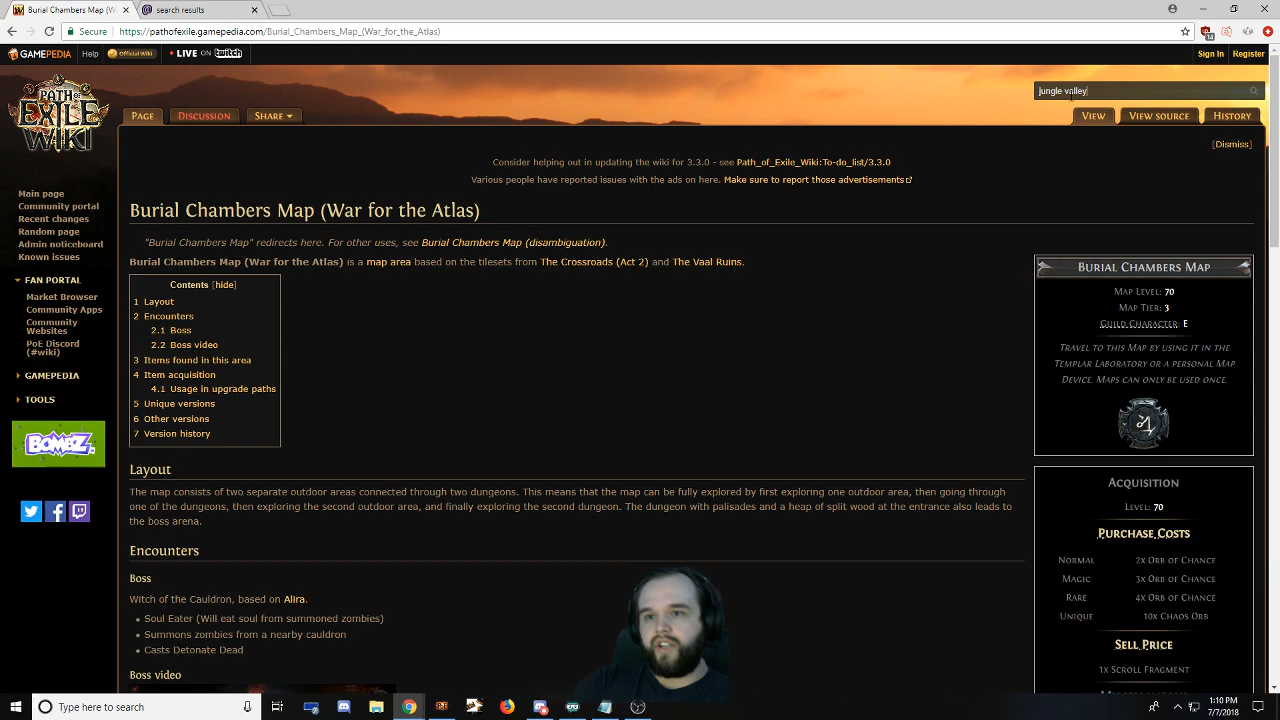 Burial Chambers Map (War
search results
Secure
https://pathofexile.gamepedia.com/Burial_Chambers_Map_(War_for_the_Atlas)
14
GAMEPEDIA
Help
Official Wiki
LIVE ON twitch
Sign In
Register
PATH OF EXILE WIKI
jungle valley
PAGE
DISCUSSION
SHARE
VIEW
VIEW SOURCE
HISTORY
[Dismiss]
Consider helping out in updating the wiki for 3.3.0 - see Path_of_Exile_Wiki:To-do_list/3.3.0
Various people have reported issues with the ads on here. Make sure to report those advertisements
Main page
Community portal
Recent changes
Random page
Admin noticeboard
Known issues
FAN PORTAL
Market Browser
Community Apps
Community
Websites
PoE Discord
(#wiki)
GAMEPEDIA
TOOLS
BOMBZ
Burial Chambers Map (War for the Atlas)
"Burial Chambers Map" redirects here. For other uses, see Burial Chambers Map (disambiguation).
Burial Chambers Map (War for the Atlas) is a map area based on the tilesets from The Crossroads (Act 2) and The Vaal Ruins.
Contents [hide]
1 Layout
2 Encounters
2.1 Boss
2.2 Boss video
3 Items found in this area
4 Item acquisition
4.1 Usage in upgrade paths
5 Unique versions
6 Other versions
7 Version history
Layout
The map consists of two separate outdoor areas connected through two dungeons. This means that the map can be fully explored by first exploring one outdoor area, then going through
one of the dungeons, then exploring the second outdoor area, and finally exploring the second dungeon. The dungeon with palisades and a heap of split wood at the entrance also leads to
the boss arena.
Encounters
Boss
Witch of the Cauldron, based on Alira.
Soul Eater (Will eat soul from summoned zombies)
Summons zombies from a nearby cauldron
Casts Detonate Dead
Boss video
BURIAL CHAMBERS MAP
MAP LEVEL: 70
MAP TIER: 3
GUILD CHARACTER: E
TRAVEL TO THIS MAP BY USING IT IN THE
TEMPLAR LABORATORY OR A PERSONAL MAP
DEVICE. MAPS CAN ONLY BE USED ONCE.
ACQUISITION
LEVEL: 70
PURCHASE COSTS
NORMAL 2X ORB OF CHANCE
MAGIC 3X ORB OF CHANCE
RARE 4X ORB OF CHANCE
UNIQUE 10X CHAOS ORB
SELL PRICE
1X SCROLL FRAGMENT
Type here to search
1:10 PM
7/7/2018